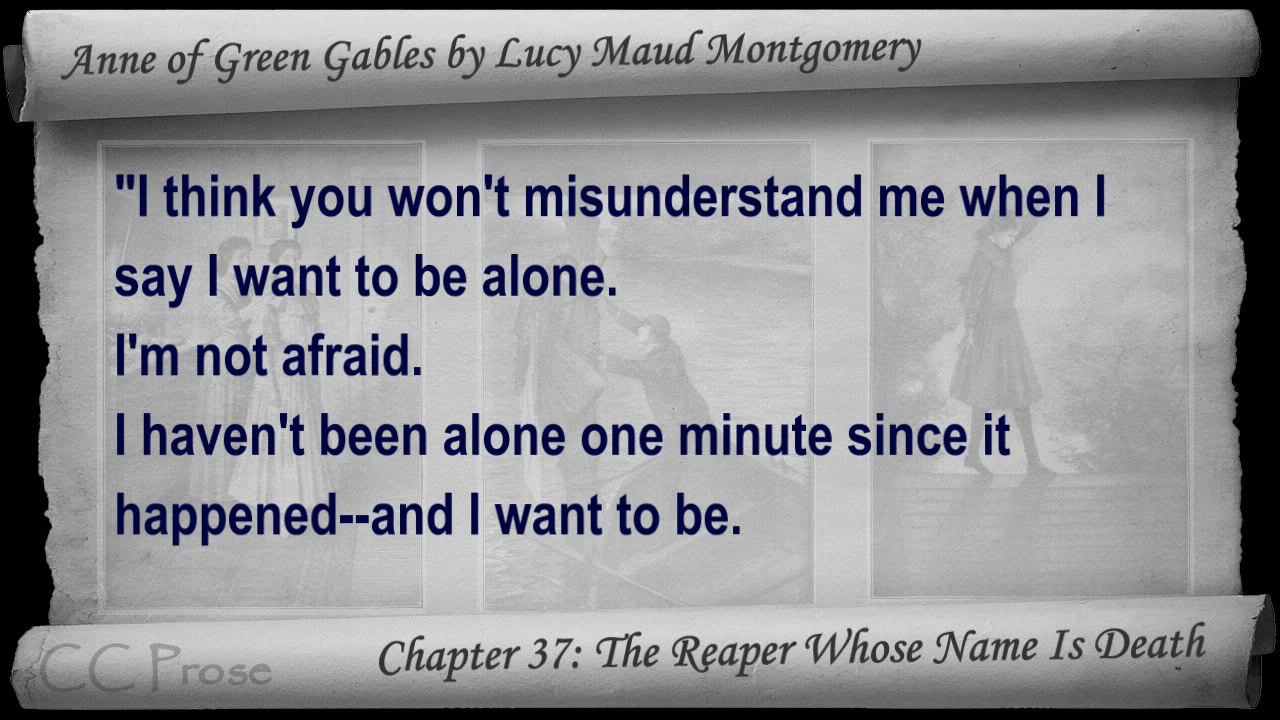 Anne of Green Gables by Lucy Maud Montgomery
"I think you won't misunderstand me when I
say I want to be alone.
I'm not afraid.
I haven't been alone one minute since it
happened--and I want to be.
CC Prose
Chapter 37: The Reaper Whose Name Is Death